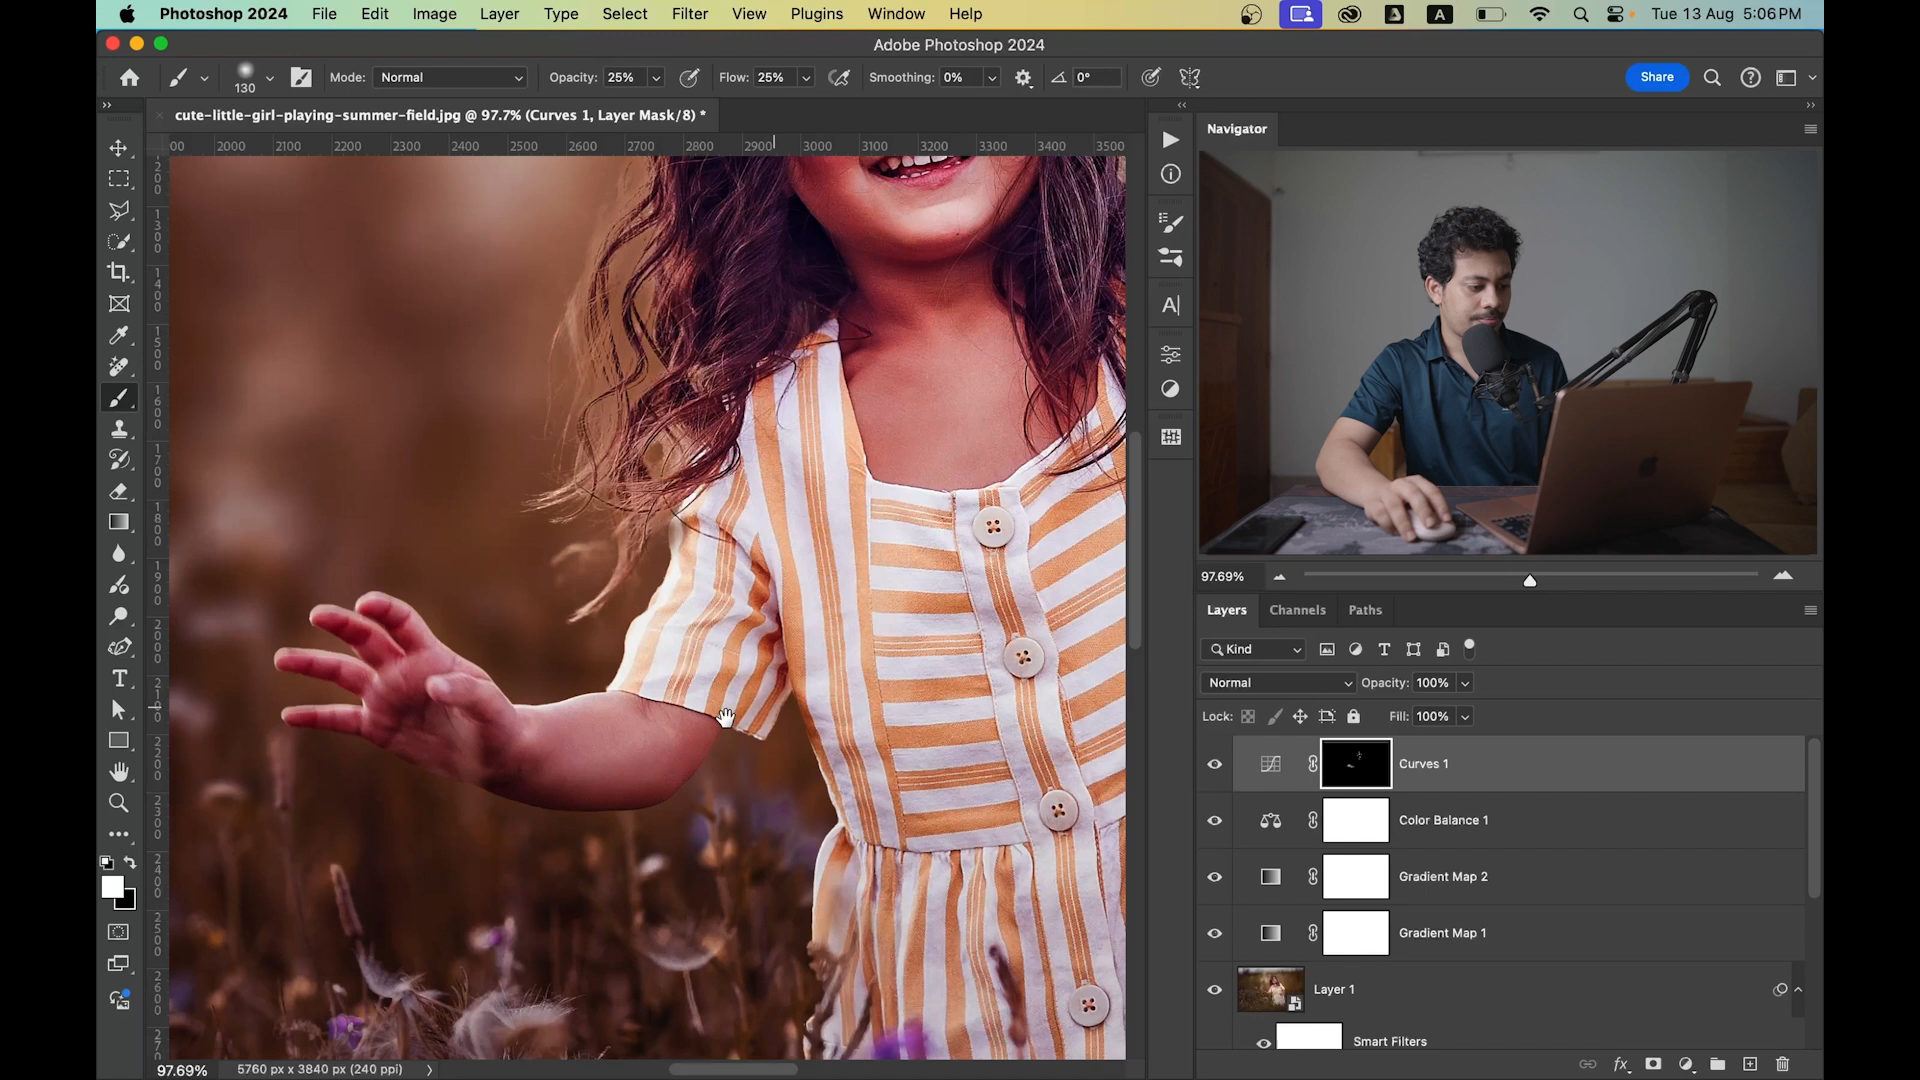 Photoshop 2024 File Edit Image Layer Type Select Filter View Plugins Window Help A Tue 13 Aug 5:06 PM
Adobe Photoshop 2024
130 Mode: Normal Opacity: 25% Flow: 25% Smoothing: 0% 0° Share
cute-little-girl-playing-summer-field.jpg @ 97.7% (Curves 1, Layer Mask/8) *
00 2000 2100 2200 2300 2400 2500 2600 2700 2800 2900 3000 3100 3200 3300 3400 3500
Navigator
97.69%
Layers Channels Paths
Kind
Normal Opacity: 100%
Lock: Fill: 100%
Curves 1
Color Balance 1
Gradient Map 2
Gradient Map 1
Layer 1
Smart Filters
1300
1400
1500
1600
1700
1800
1900
2000
2100
2200
2300
2400
2500
2600
97.69% 5760 px x 3840 px (240 ppi)